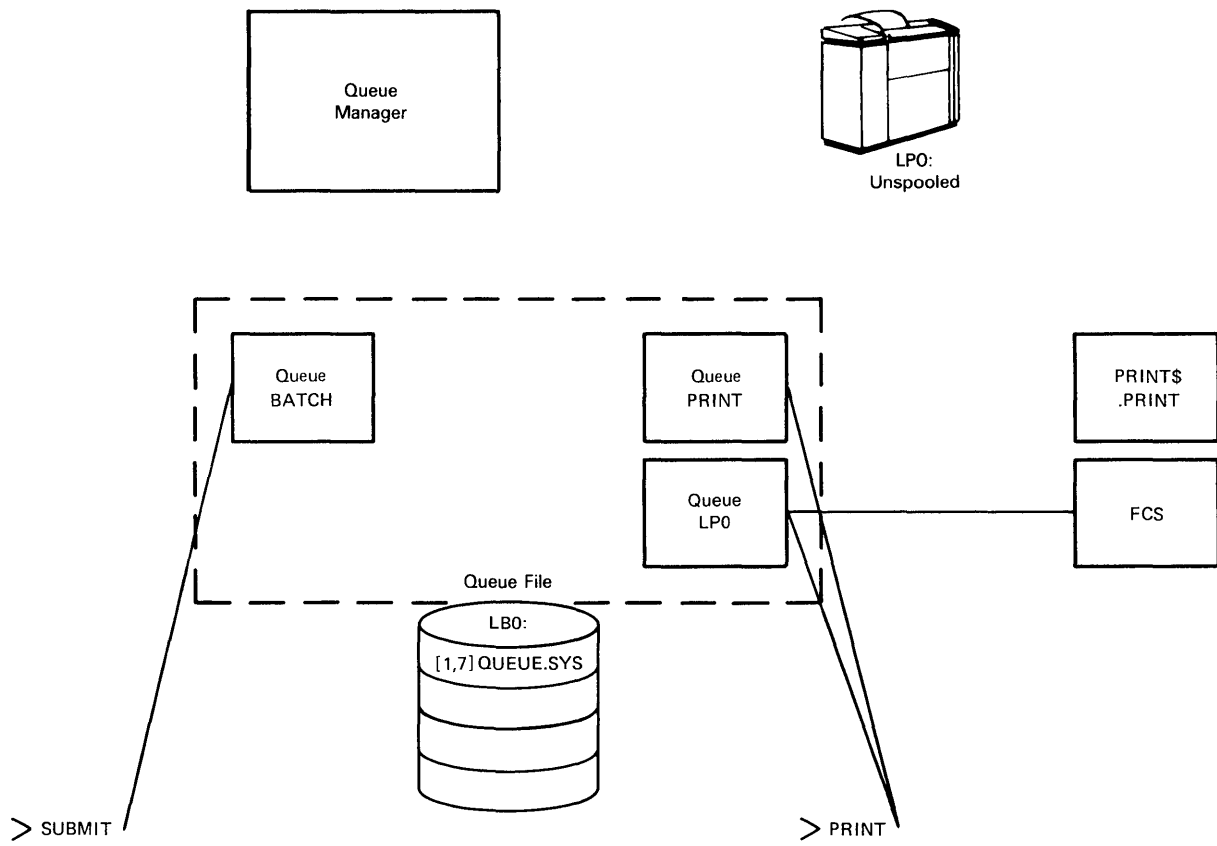 Queue
Manager
LP0:
Unspooled
Queue
BATCH
Queue
PRINT
PRINT$
.PRINT
Queue
LP0
FCS
Queue File
LB0:
[1,7]QUEUE.SYS
> SUBMIT
> PRINT